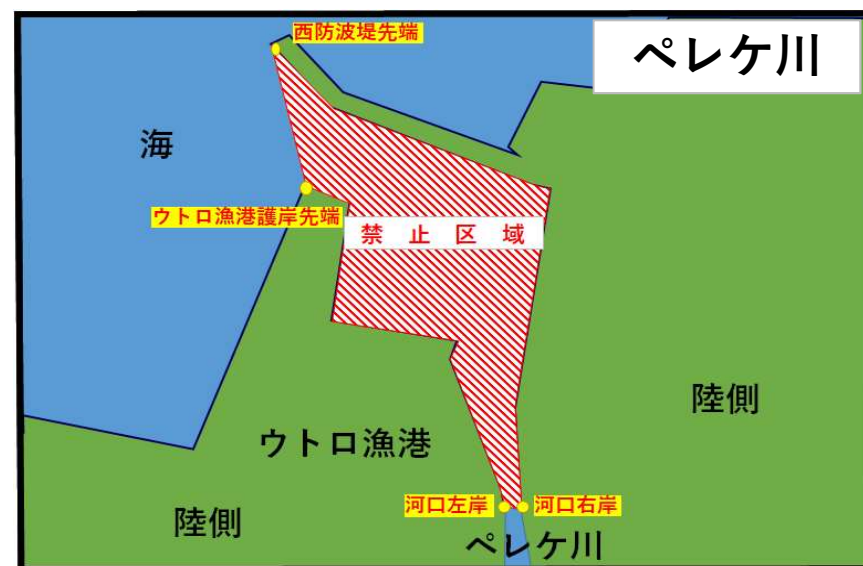 西防波堤先端
ペレケ川
海
ウトロ漁港護岸先端
禁止区域
陸側
ウトロ漁港
河口左岸
河口右岸
陸側
ペレケ川